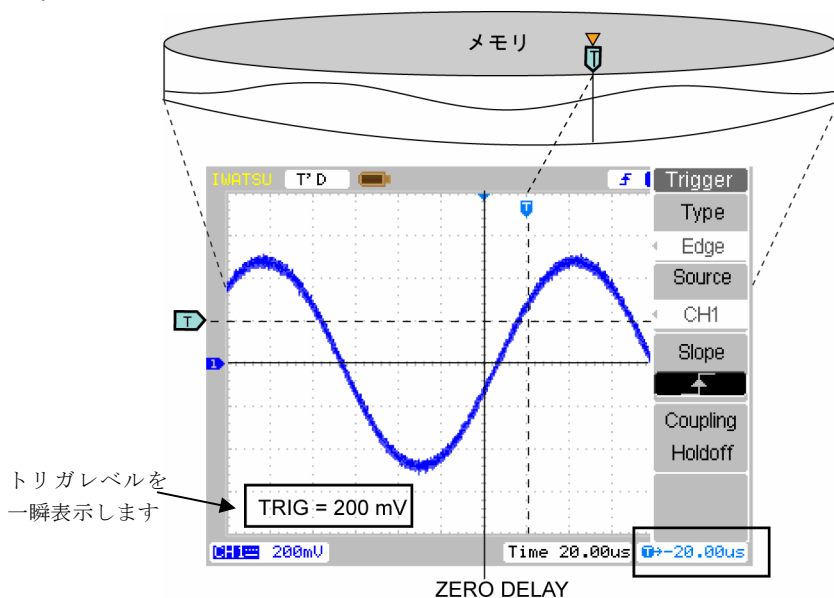 メモリ
T
IWATSU T'D
Trigger
Type
Edge
Source
CH1
Slope
Coupling
Holdoff
T
T
1
トリガレベルを
一瞬表示します
TRIG = 200 mV
CH1 200mV Time 20.00us T→-20.00us
ZERO DELAY